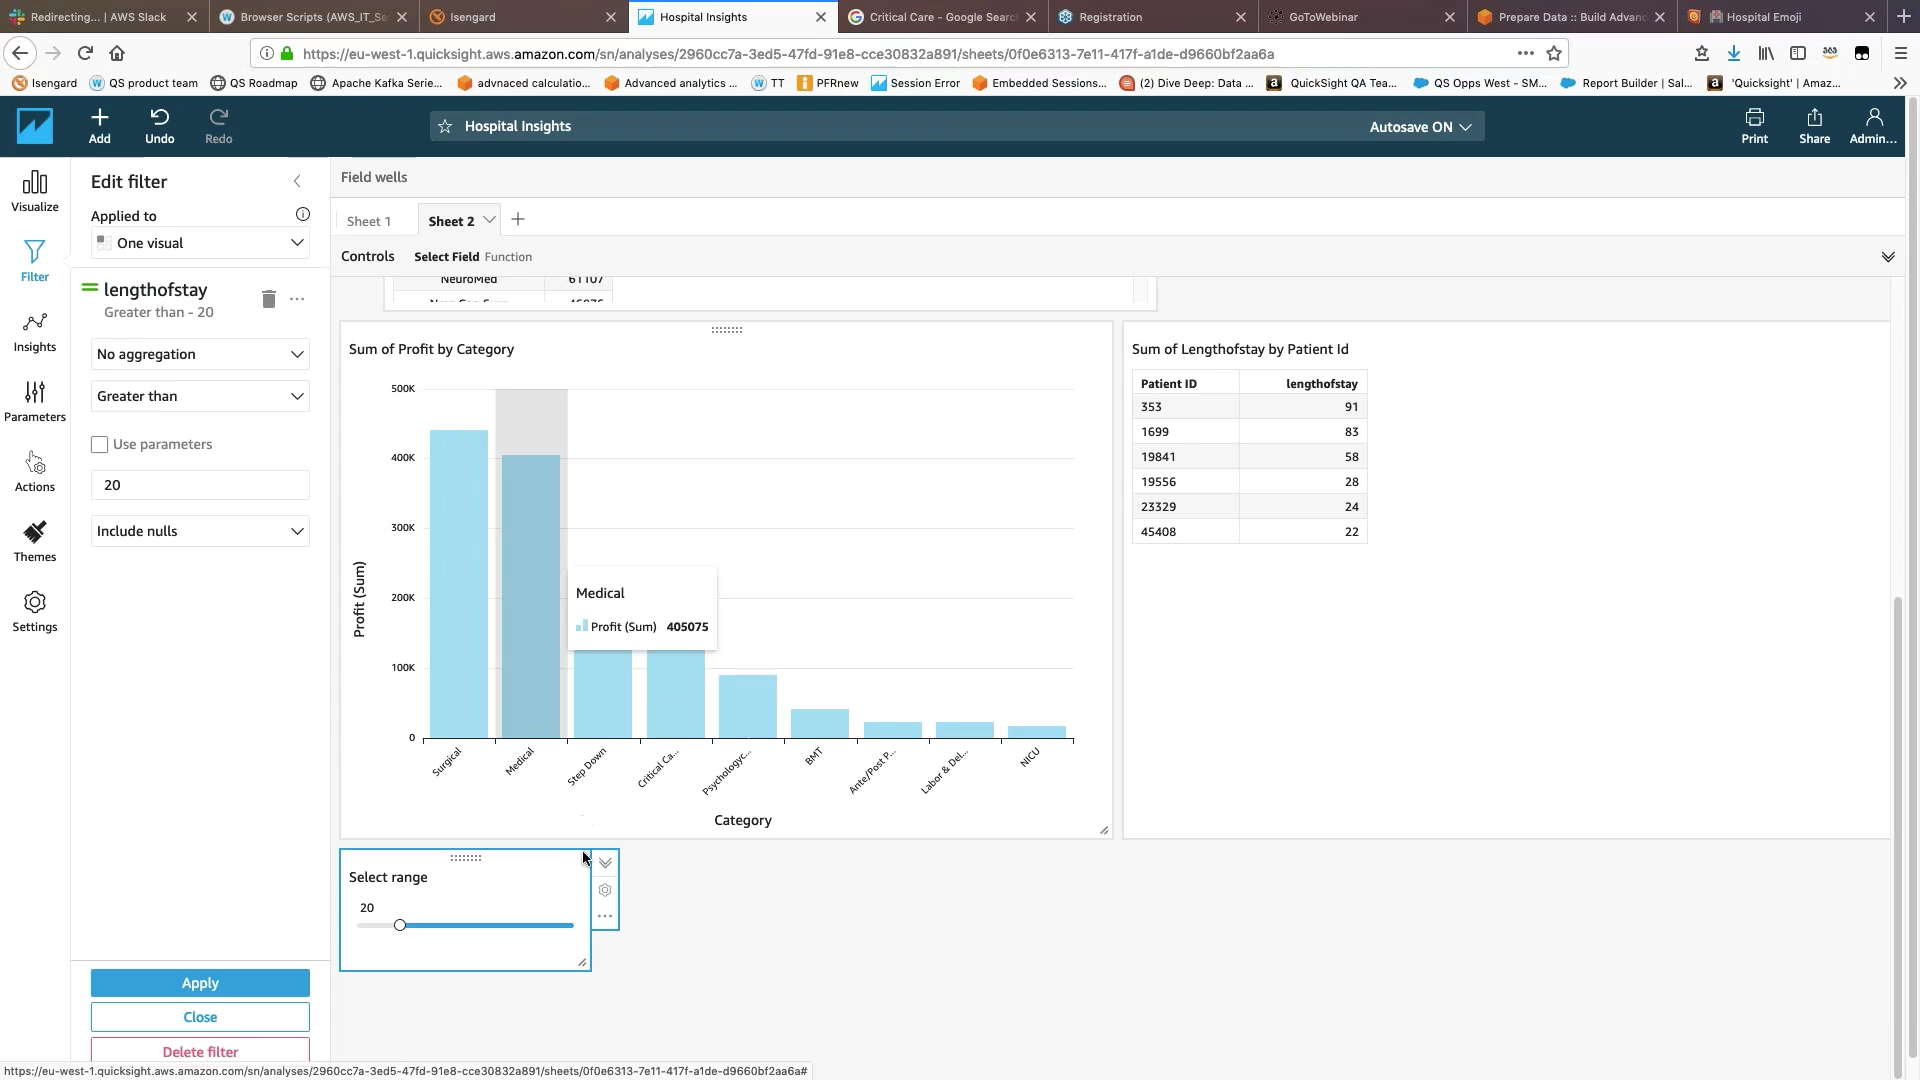 Redirecting... | AWS Slack
Browser Scripts (AWS_IT_Se
Isengard
Hospital Insights
Critical Care - Google Searc
Registration
GoToWebinar
Prepare Data :: Build Advanc
Hospital Emoji
https://eu-west-1.quicksight.aws.amazon.com/sn/analyses/2960cc7a-3ed5-47fd-91e8-cce30832a891/sheets/0f0e6313-7e11-417f-a1de-d9660bf2aa6a
Isengard
QS product team
QS Roadmap
Apache Kafka Serie...
advnaced calculatio...
Advanced analytics ...
TT
PFRnew
Session Error
Embedded Sessions...
(2) Dive Deep: Data ...
QuickSight QA Tea...
QS Opps West - SM...
Report Builder | Sal...
'Quicksight' | Amaz...
Add
Undo
Redo
Hospital Insights
Autosave ON
Print
Share
Admin...
Visualize
Filter
Insights
Parameters
Actions
Themes
Settings
Edit filter
Applied to
One visual
lengthofstay
Greater than - 20
No aggregation
Greater than
Use parameters
20
Include nulls
Apply
Close
Delete filter
Field wells
Sheet 1
Sheet 2
Controls Select Field Function
NeuroMed 61107
Sum of Profit by Category
500K
400K
300K
200K
100K
0
Profit (Sum)
Medical
Profit (Sum) 405075
Surgical
Medical
Step Down
Critical Ca...
Psychologyc...
BMT
Ante/Post P...
Labor & Del...
NICU
Category
Sum of Lengthofstay by Patient Id
Patient ID lengthofstay
353 91
1699 83
19841 58
19556 28
23329 24
45408 22
Select range
20
https://eu-west-1.quicksight.aws.amazon.com/sn/analyses/2960cc7a-3ed5-47fd-91e8-cce30832a891/sheets/0f0e6313-7e11-417f-a1de-d9660bf2aa6a#